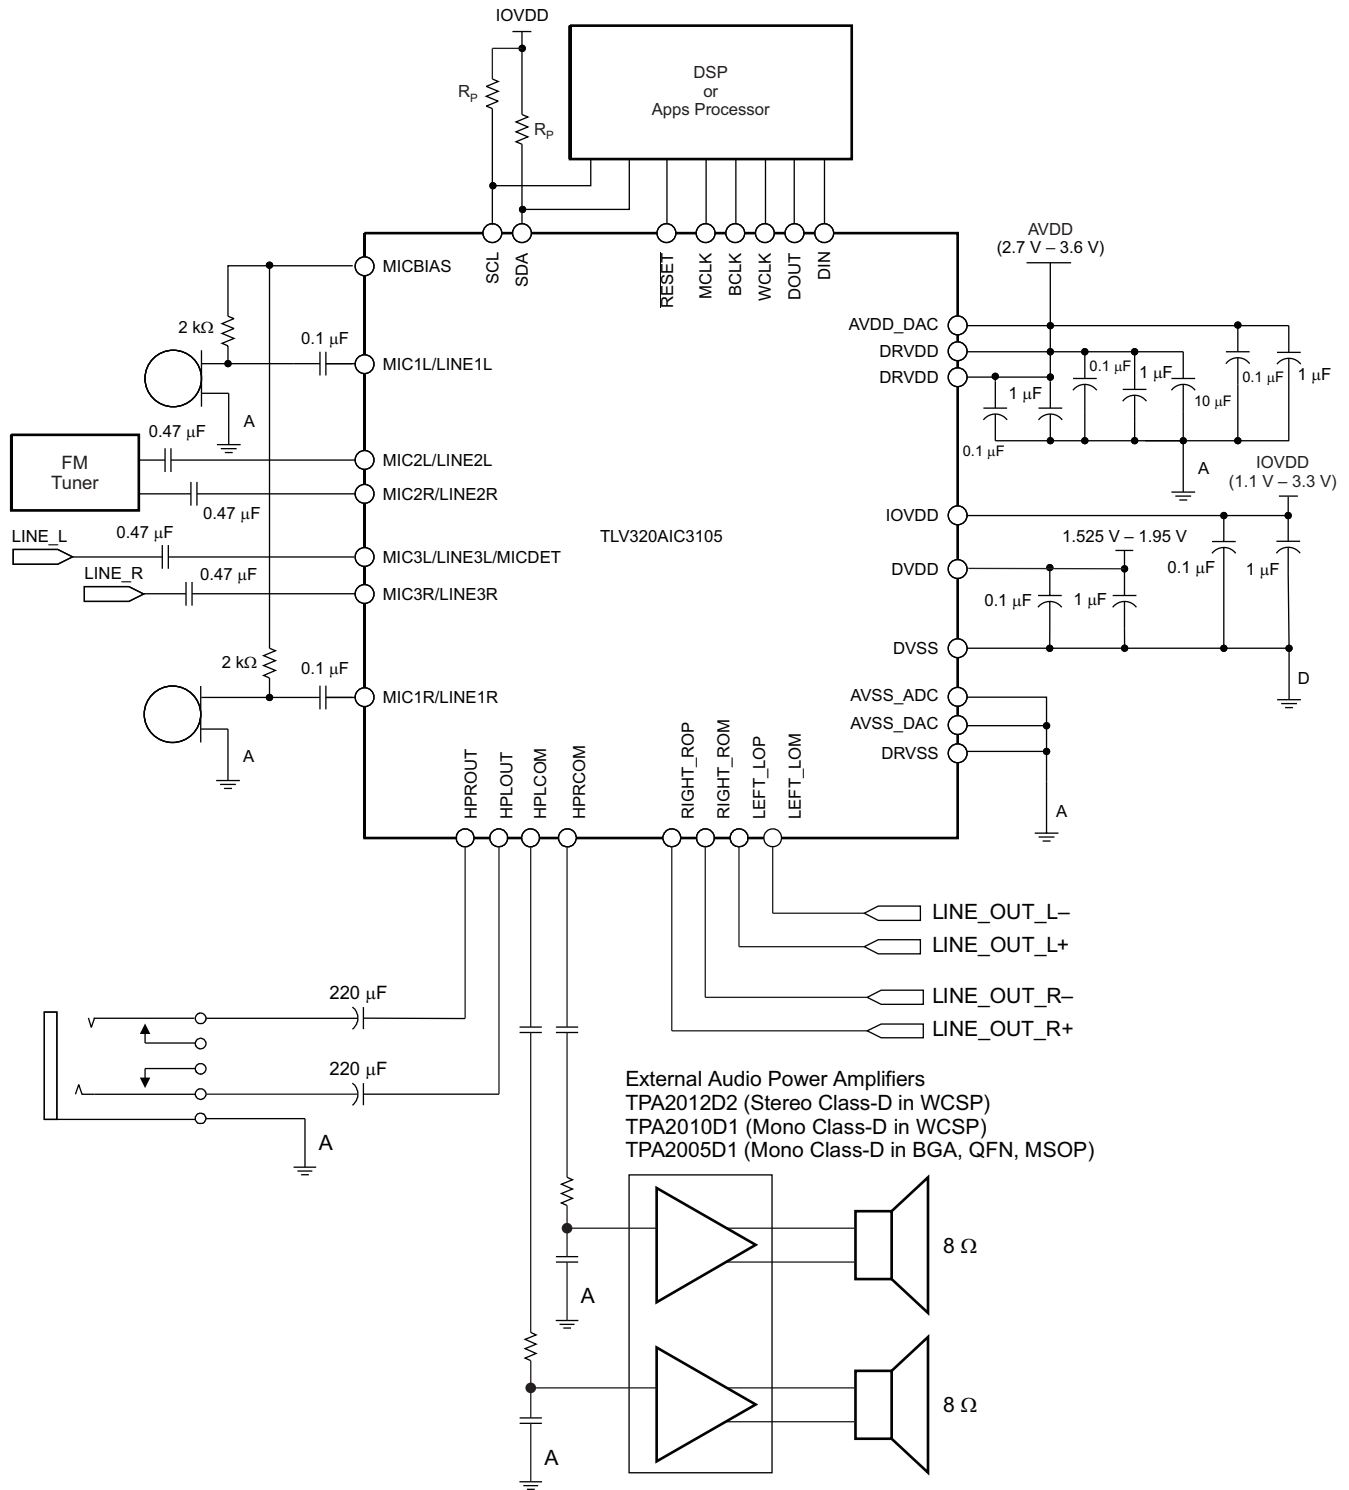 IOVDD
DSP
or
Apps Processor
R_P
R_P
SCL
SDA
RESET
MCLK
BCLK
WCLK
DOUT
DIN
AVDD
(2.7 V – 3.6 V)
MICBIAS
2 kΩ
0.1 μF
MIC1L/LINE1L
A
AVDD_DAC
DRVDD
DRVDD
0.1 μF
1 μF
10 μF
0.1 μF
1 μF
1 μF
0.1 μF
A
FM
Tuner
0.47 μF
MIC2L/LINE2L
MIC2R/LINE2R
0.47 μF
IOVDD
(1.1 V – 3.3 V)
IOVDD
LINE_L
0.47 μF
MIC3L/LINE3L/MICDET
TLV320AIC3105
1.525 V – 1.95 V
0.1 μF
1 μF
DVDD
LINE_R
0.47 μF
MIC3R/LINE3R
0.1 μF
1 μF
DVSS
D
2 kΩ
0.1 μF
MIC1R/LINE1R
A
AVSS_ADC
AVSS_DAC
DRVSS
A
HPROUT
HPLOUT
HPLCOM
HPRCOM
RIGHT_ROP
RIGHT_ROM
LEFT_LOP
LEFT_LOM
LINE_OUT_L–
LINE_OUT_L+
LINE_OUT_R–
LINE_OUT_R+
220 μF
220 μF
A
External Audio Power Amplifiers
TPA2012D2 (Stereo Class-D in WCSP)
TPA2010D1 (Mono Class-D in WCSP)
TPA2005D1 (Mono Class-D in BGA, QFN, MSOP)
8 Ω
A
8 Ω
A